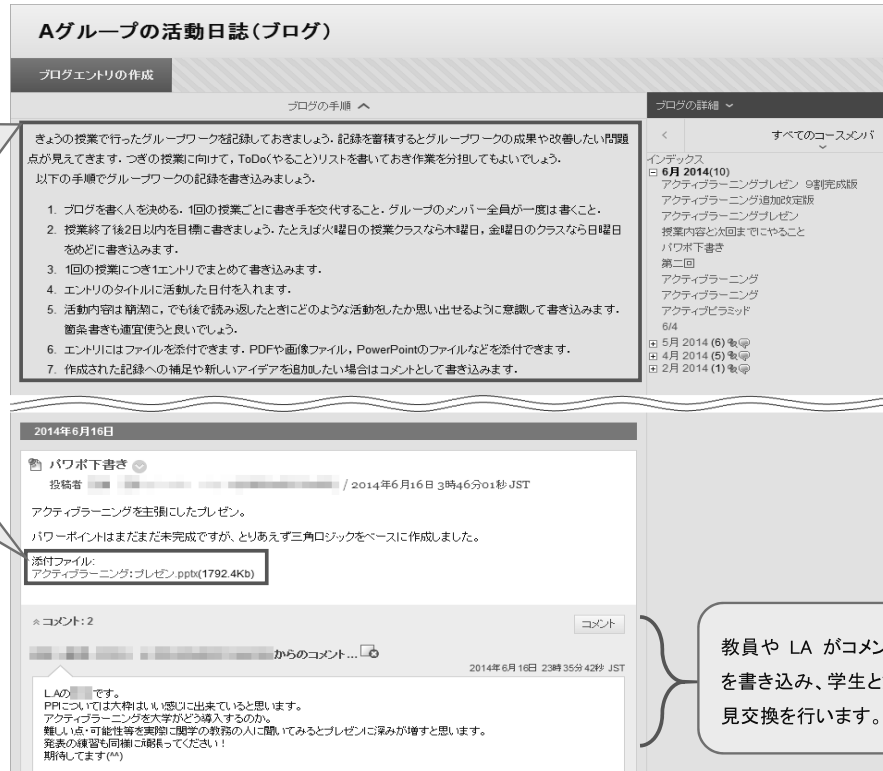 Aグループの活動日誌(ブログ)
ブログエントリの作成
ブログの手順
きょうの授業で行ったグループワークを記録しておきましょう．記録を蓄積するとグループワークの成果や改善したい問題
点が見えてきます．つぎの授業に向けて，ToDo(やること)リストを書いておき作業を分担してもよいでしょう．
以下の手順でグループワークの記録を書き込みましょう．
1. ブログを書く人を決める．1回の授業ごとに書き手を交代すること．グループのメンバー全員が一度は書くこと．
2. 授業終了後2日以内を目標に書きましょう．たとえば火曜日の授業クラスなら木曜日，金曜日のクラスなら日曜日
をめどに書き込みます．
3. 1回の授業につき1エントリでまとめて書き込みます．
4. エントリのタイトルに活動した日付を入れます．
5. 活動内容は簡潔に，でも後で読み返したときにどのような活動をしたか思い出せるように意識して書き込みます．
箇条書きも適宜使うと良いでしょう．
6. エントリにはファイルを添付できます．PDFや画像ファイル，PowerPointのファイルなどを添付できます．
7. 作成された記録への補足や新しいアイデアを追加したい場合はコメントとして書き込みます．
ブログの詳細
すべてのコースメンバ
インデックス
6月 2014(10)
アクティブラーニングプレゼン 9割完成版
アクティブラーニング追加改定版
アクティブラーニングプレゼン
授業内容と次回までにやること
パワポ下書き
第二回
アクティブラーニング
アクティブラーニング
アクティブピラミッド
6/4
5月 2014 (6)
4月 2014 (5)
2月 2014 (1)
2014年6月16日
パワポ下書き
投稿者 / 2014年6月16日 3時46分01秒 JST
アクティブラーニングを主張にしたプレゼン。
パワーポイントはまだまだ未完成ですが、とりあえず三角ロジックをベースに作成しました。
添付ファイル:
アクティブラーニング:プレゼン.pptx(1792.4Kb)
コメント: 2
コメント
からのコメント...
2014年6月16日 23時35分42秒 JST
LAの です。
PPについては大枠はいい感じに出来ていると思います。
アクティブラーニングを大学がどう導入するのか。
難しい点・可能性等を実際に関学の教務の人に聞いてみるとプレゼンに深みが増すと思います。
発表の練習も同様に頑張ってください！
期待してます(^^)
教員や LA がコメン
を書き込み、学生と
見交換を行います。